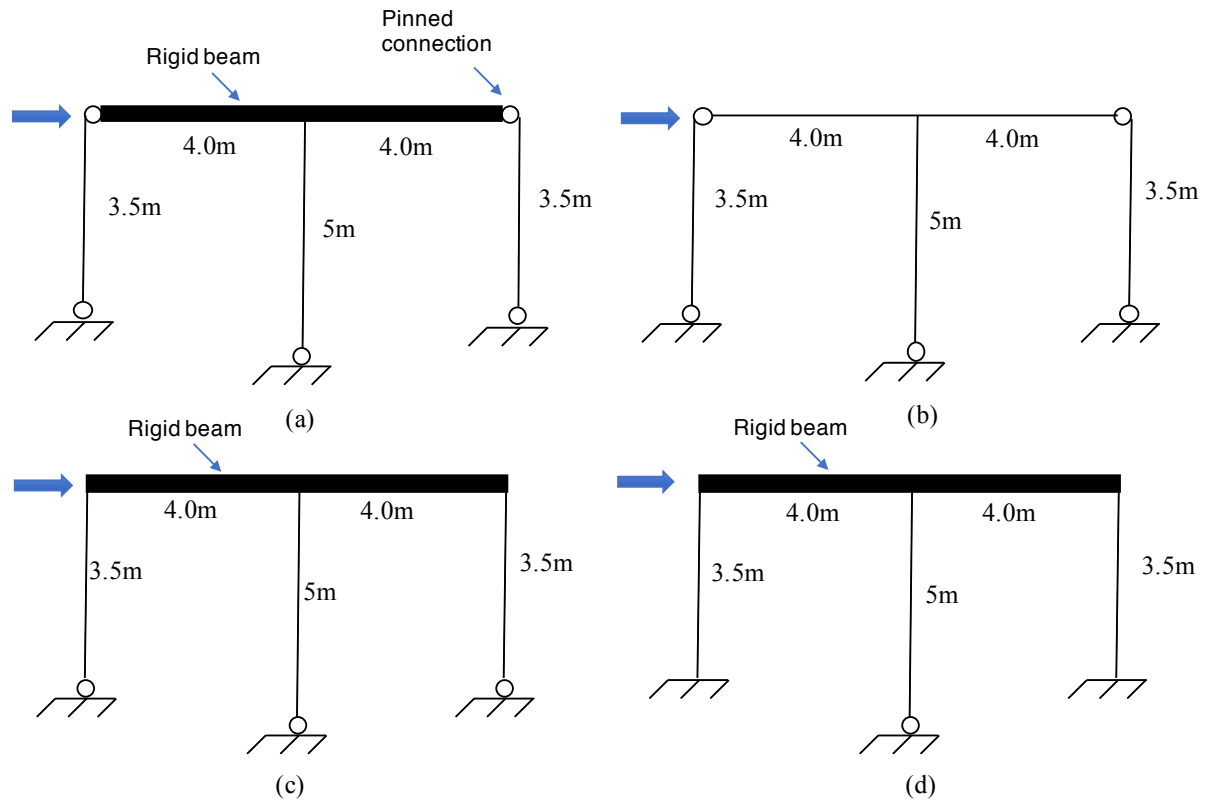 Pinned
connection
Rigid beam
4.0m
4.0m
3.5m
3.5m
5m
(a)
4.0m
4.0m
3.5m
3.5m
5m
(b)
Rigid beam
4.0m
4.0m
3.5m
3.5m
5m
(c)
Rigid beam
4.0m
4.0m
3.5m
3.5m
5m
(d)